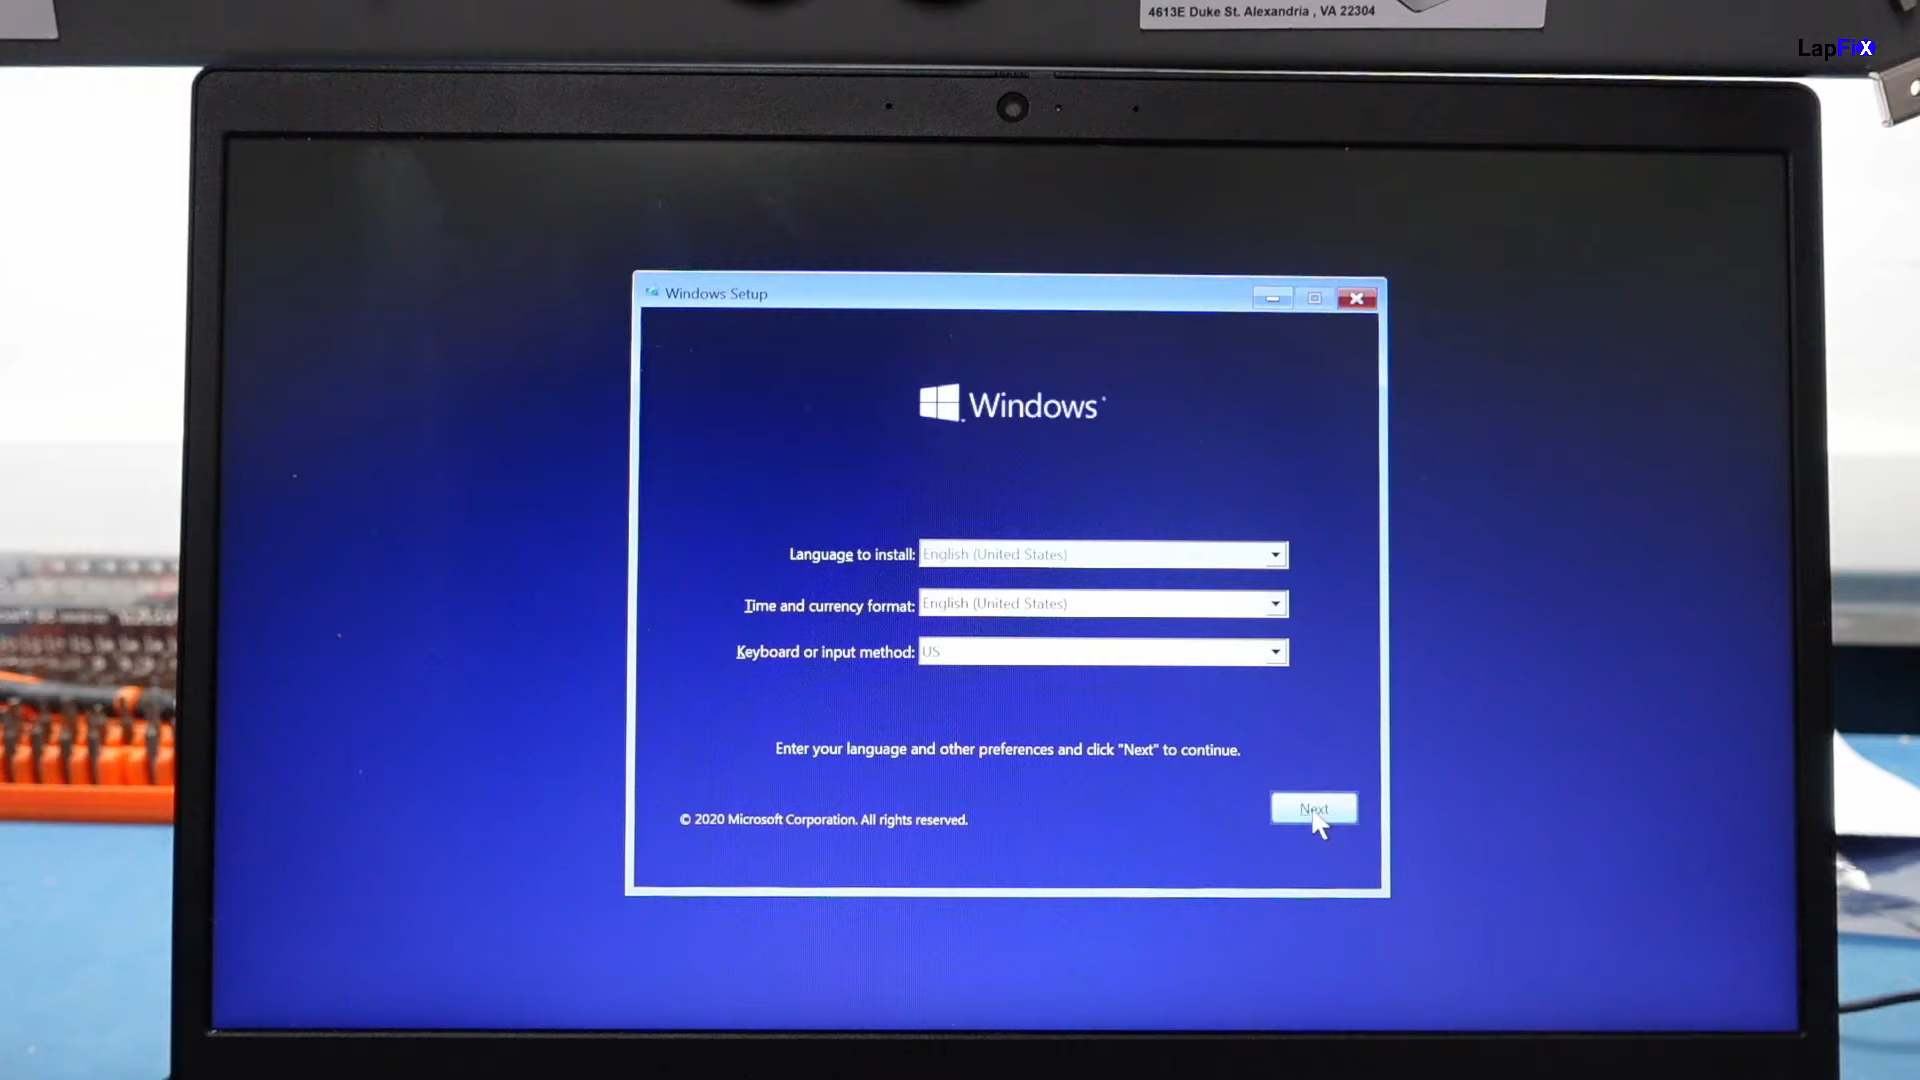 4613E Duke St. Alexandria , VA 22304
LapFix
Windows Setup
Windows
Language to install: English (United States)
Time and currency format: English (United States)
Keyboard or input method: US
Enter your language and other preferences and click "Next" to continue.
Next
© 2020 Microsoft Corporation. All rights reserved.